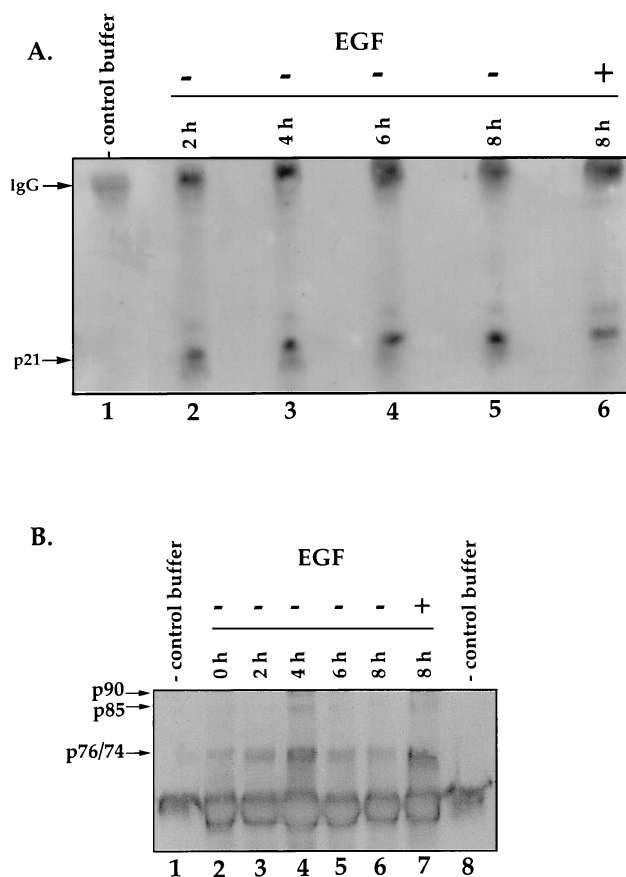 A.
EGF
- control buffer
- - - - +
2 h 4 h 6 h 8 h 8 h
IgG
p21
1 2 3 4 5 6
B.
EGF
- control buffer
- - - - - +
- control buffer
0 h 2 h 4 h 6 h 8 h 8 h
p90
p85
p76/74
1 2 3 4 5 6 7 8